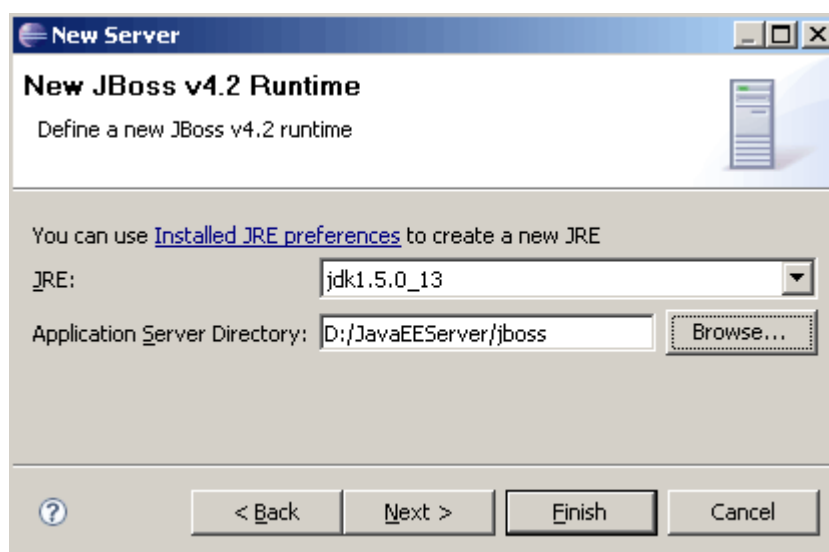 New Server
New JBoss v4.2 Runtime
Define a new JBoss v4.2 runtime
You can use Installed JRE preferences to create a new JRE
JRE: jdk1.5.0_13
Application Server Directory: D:/JavaEEServer/jboss Browse...
? < Back Next > Finish Cancel